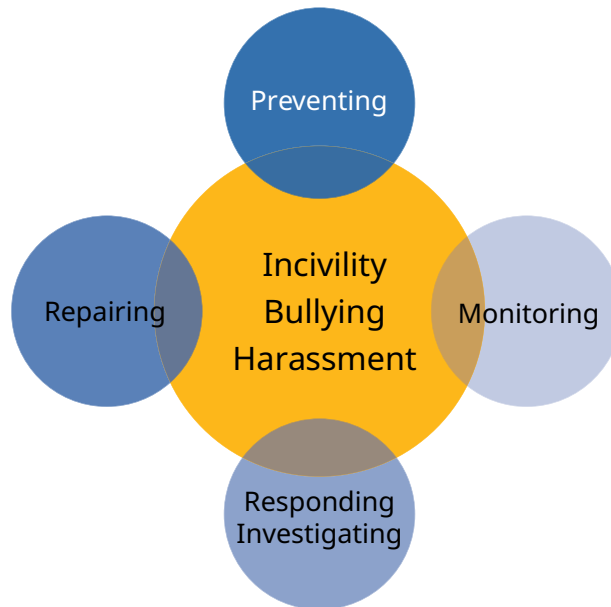 Preventing
Incivility
Bullying
Harassment
Repairing
Monitoring
Responding
Investigating